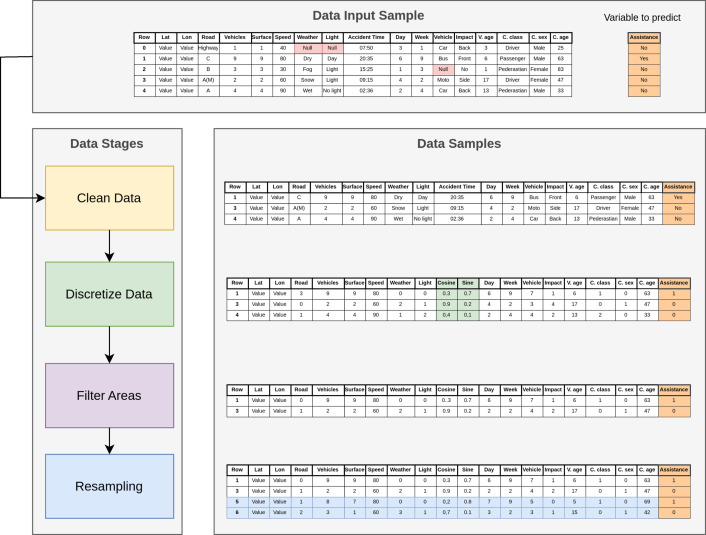 Data Input Sample
Variable to predict
Row Lat Lon Road Vehicles Surface Speed Weather Light Accident Time Day Week Vehicle Impact V. age C. class C. sex C. age Assistance
0 Value Value Highway 1 1 40 Null Null 07:50 3 1 Car Back 3 Driver Male 25 No
1 Value Value C 9 9 80 Dry Day 20:35 6 9 Bus Front 6 Passenger Male 63 Yes
2 Value Value B 3 3 30 Fog Light 15:25 1 3 Null No 1 Pederastian Female 83 No
3 Value Value A(M) 2 2 60 Snow Light 09:15 4 2 Moto Side 17 Driver Female 47 No
4 Value Value A 4 4 90 Wet No light 02:36 2 4 Car Back 13 Pederastian Male 33 No
Data Stages
Clean Data
Discretize Data
Filter Areas
Resampling
Data Samples
Row Lat Lon Road Vehicles Surface Speed Weather Light Accident Time Day Week Vehicle Impact V. age C. class C. sex C. age Assistance
1 Value Value C 9 9 80 Dry Day 20:35 6 9 Bus Front 6 Passenger Male 63 Yes
3 Value Value A(M) 2 2 60 Snow Light 09:15 4 2 Moto Side 17 Driver Female 47 No
4 Value Value A 4 4 90 Wet No light 02:36 2 4 Car Back 13 Pederastian Male 33 No
Row Lat Lon Road Vehicles Surface Speed Weather Light Cosine Sine Day Week Vehicle Impact V. age C. class C. sex C. age Assistance
1 Value Value 3 9 9 80 0 0 0.3 0.7 6 9 7 1 6 1 0 63 1
3 Value Value 0 2 2 60 2 1 0.9 0.2 4 2 3 4 17 0 1 47 0
4 Value Value 1 4 4 90 1 2 0,4 0.1 2 4 4 2 13 2 0 33 0
Row Lat Lon Road Vehicles Surface Speed Weather Light Cosine Sine Day Week Vehicle Impact V. age C. class C. sex C. age Assistance
1 Value Value 0 9 9 80 0 0 0..3 0.7 6 9 7 1 6 1 0 63 1
3 Value Value 1 2 2 60 2 1 0.9 0.2 2 2 4 2 17 0 1 47 0
Row Lat Lon Road Vehicles Surface Speed Weather Light Cosine Sine Day Week Vehicle Impact V. age C. class C. sex C. age Assistance
1 Value Value 0 9 9 80 0 0 0.3 0.7 6 9 7 1 6 1 0 63 1
3 Value Value 1 2 2 60 2 1 0.9 0.2 2 2 4 2 17 0 1 47 0
5 Value Value 1 8 7 80 0 0 0,2 0.8 7 9 5 0 5 1 0 69 1
6 Value Value 2 3 1 60 3 0 0,7 0.1 3 2 3 1 15 0 1 42 0